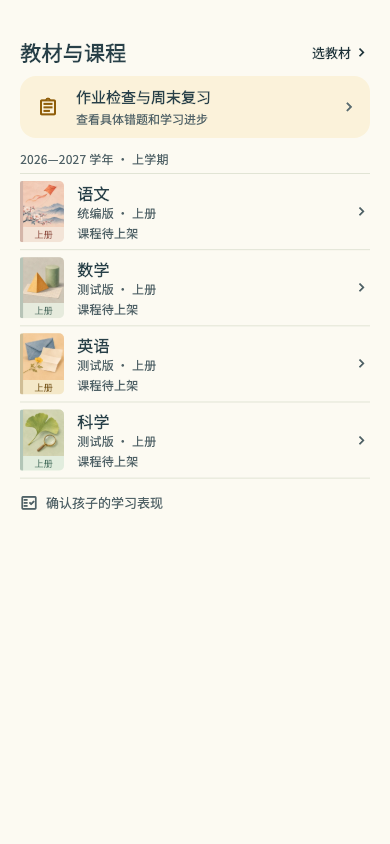 教材与课程
选教材
作业检查与周末复习
查看具体错题和学习进步
2026—2027 学年 · 上学期
语文
统编版 · 上册
课程待上架
上册
数学
测试版 · 上册
课程待上架
上册
英语
测试版 · 上册
课程待上架
上册
科学
测试版 · 上册
课程待上架
上册
确认孩子的学习表现